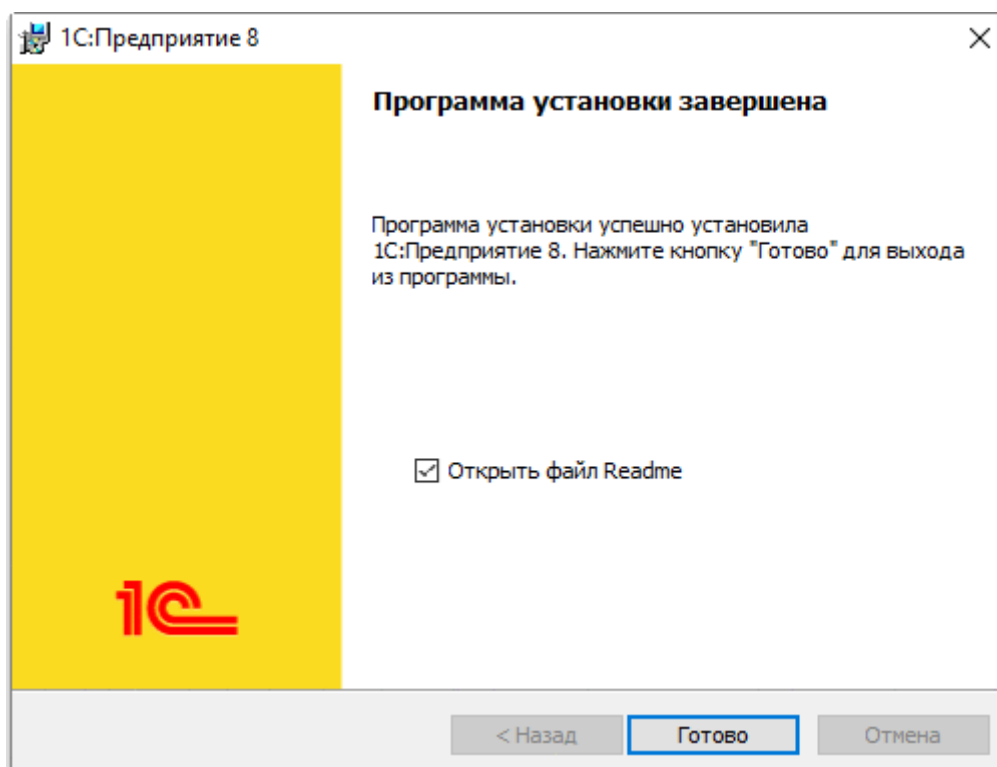 1С:Предприятие 8
Программа установки завершена
Программа установки успешно установила
1С:Предприятие 8. Нажмите кнопку "Готово" для выхода
из программы.
Открыть файл Readme
1С
< Назад
Готово
Отмена